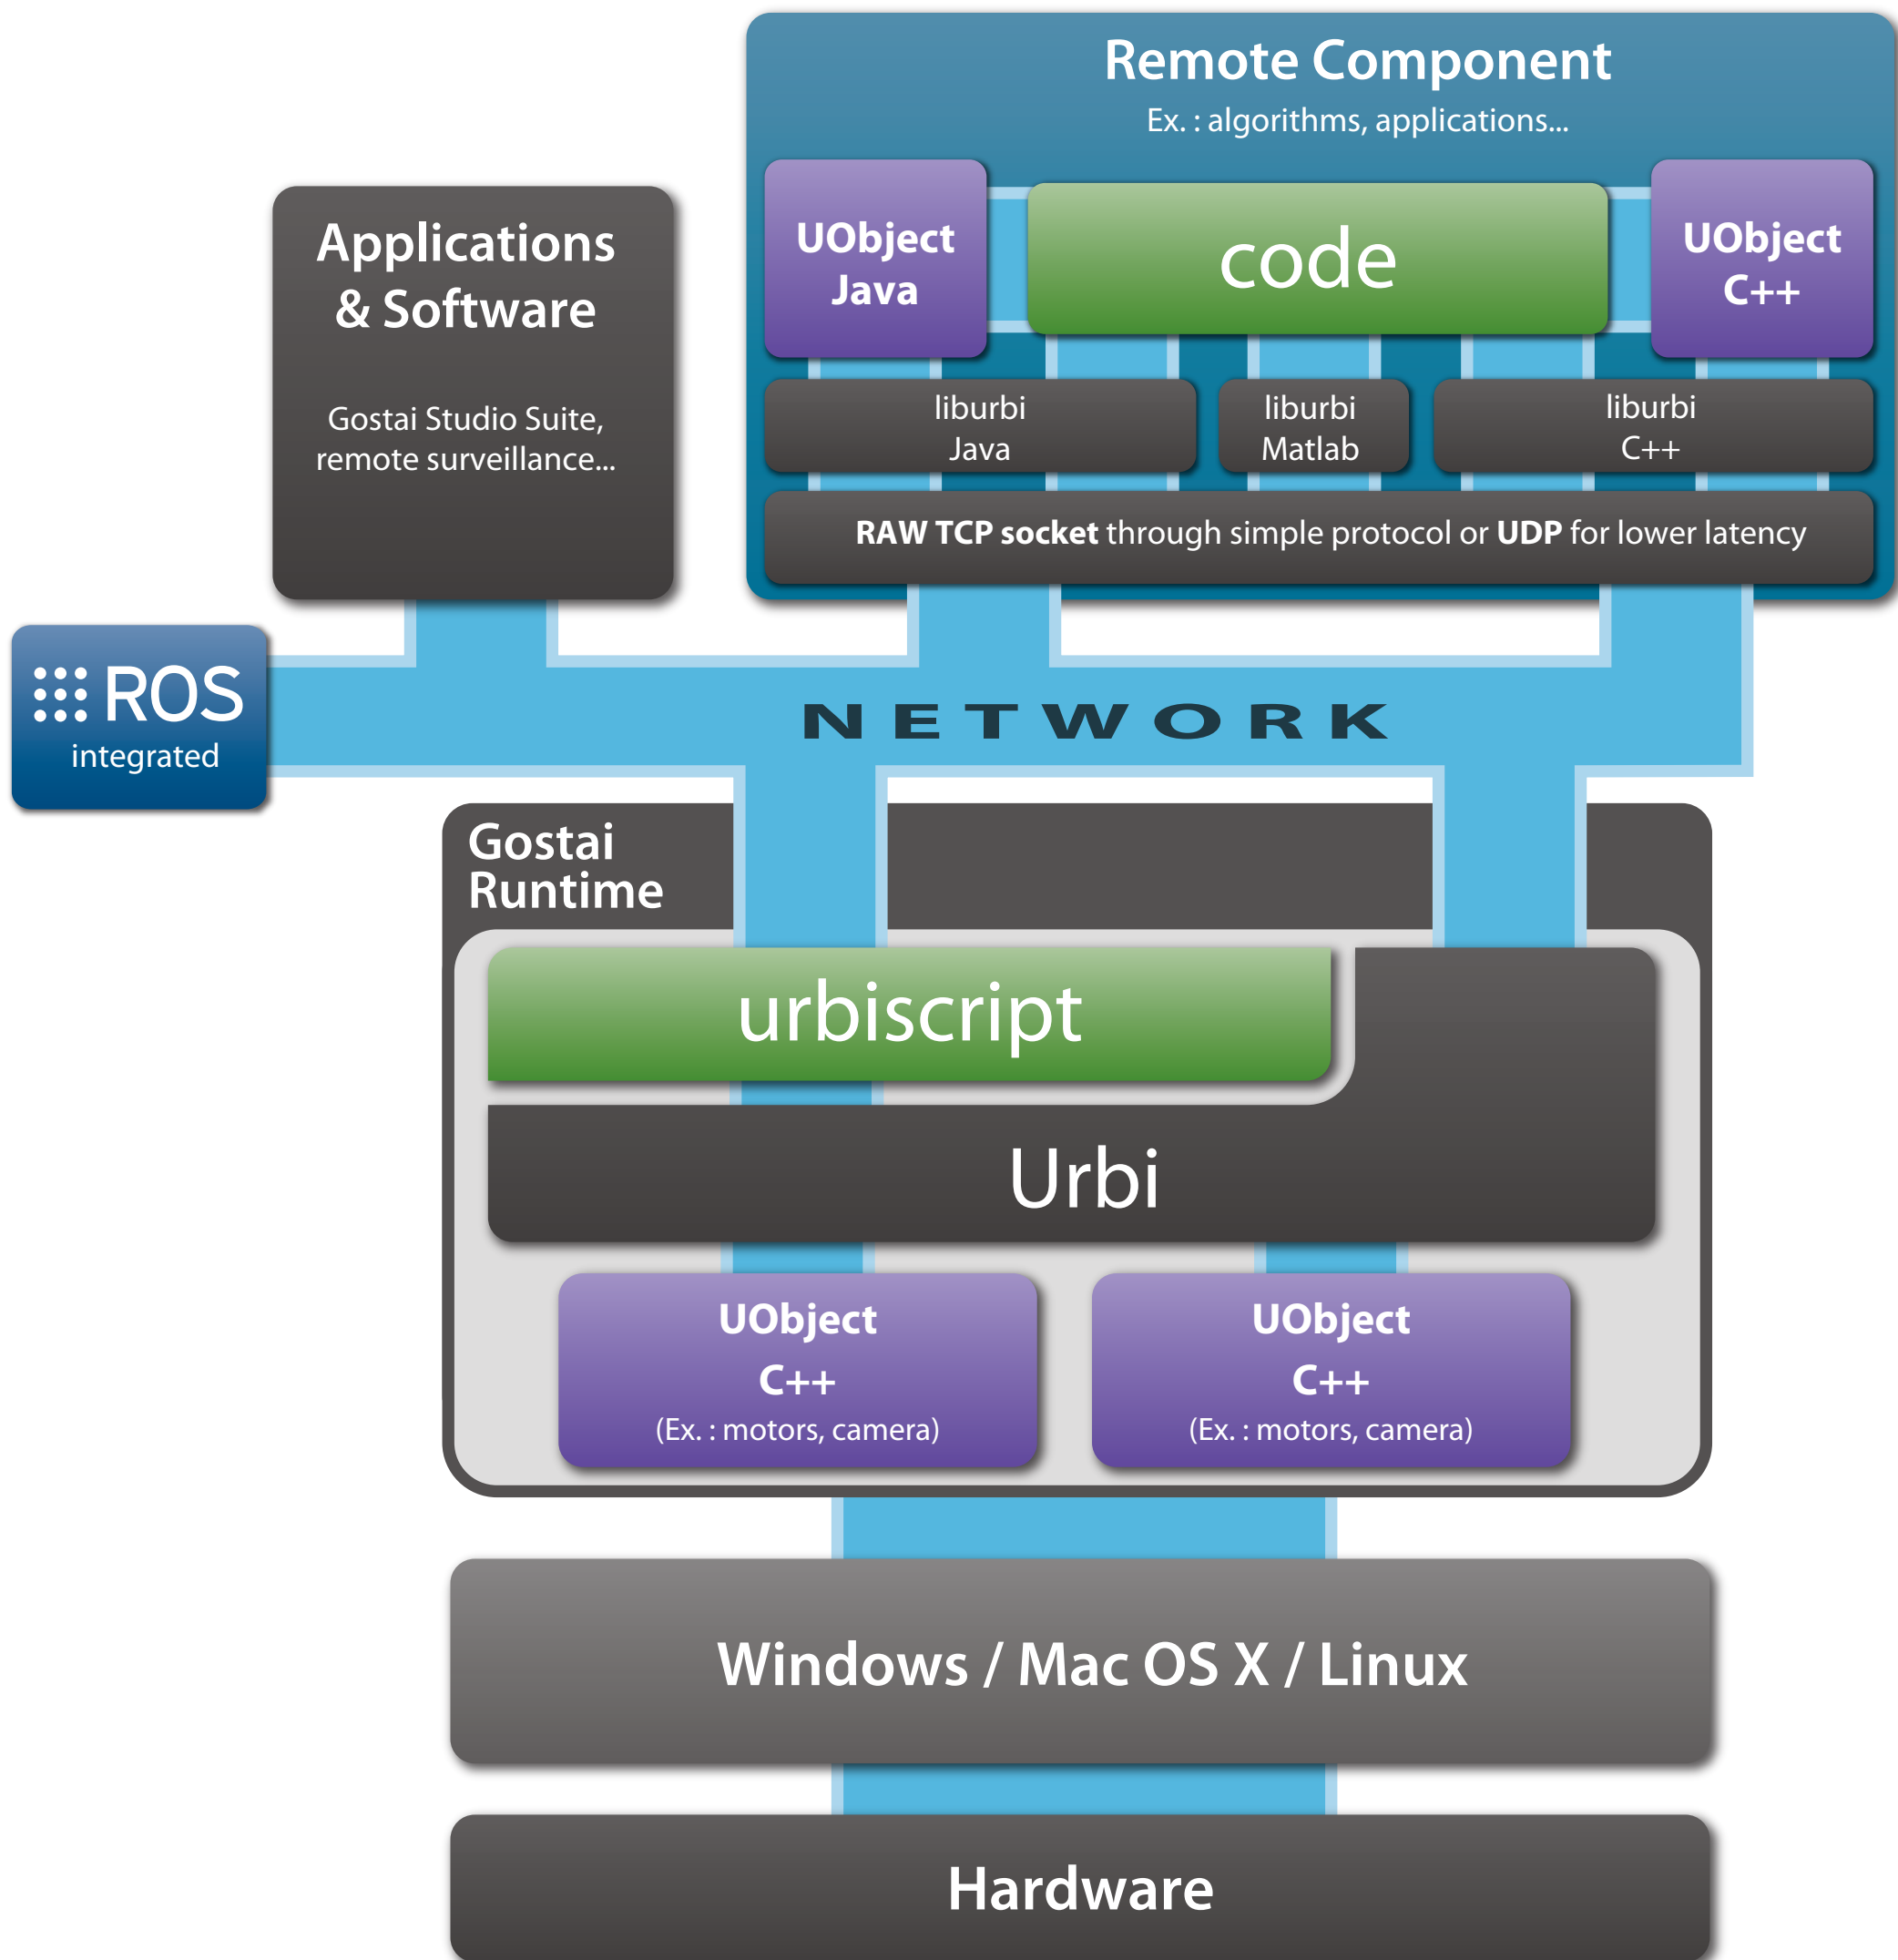 Remote Component
Ex. : algorithms, applications...
Applications
& Software
Gostai Studio Suite,
remote surveillance...
UObject
Java
code
UObject
C++
liburbi
Java
liburbi
Matlab
liburbi
C++
RAW TCP socket through simple protocol or UDP for lower latency
ROS
integrated
NETWORK
Gostai
Runtime
urbiscript
Urbi
UObject
C++
(Ex. : motors, camera)
UObject
C++
(Ex. : motors, camera)
Windows / Mac OS X / Linux
Hardware